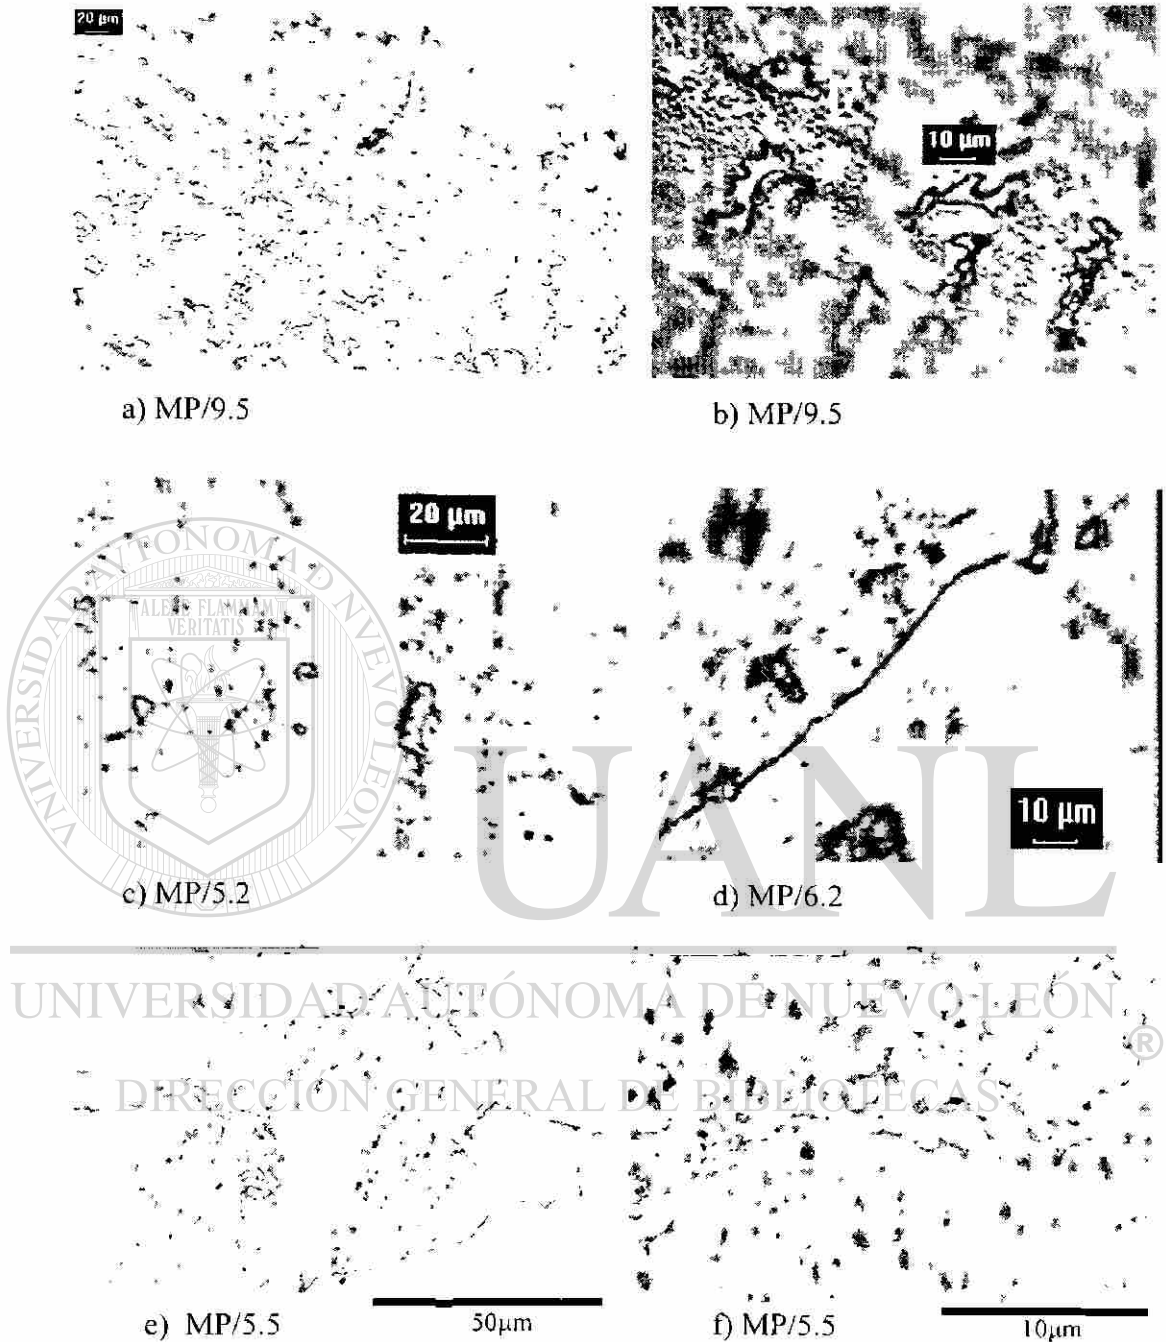 20 µm
10 µm
a) MP/9.5
b) MP/9.5
20 µm
10 µm
c) MP/5.2
d) MP/6.2
UNIVERSIDAD AUTONOMA DE NUEVO LEON
ALERE FLAMMAM
VERITATIS
UANL
UNIVERSIDAD AUTÓNOMA DE NUEVO LEÓN
®
DIRECCIÓN GENERAL DE BIBLIOTECAS
50µm
10µm
e) MP/5.5
f) MP/5.5